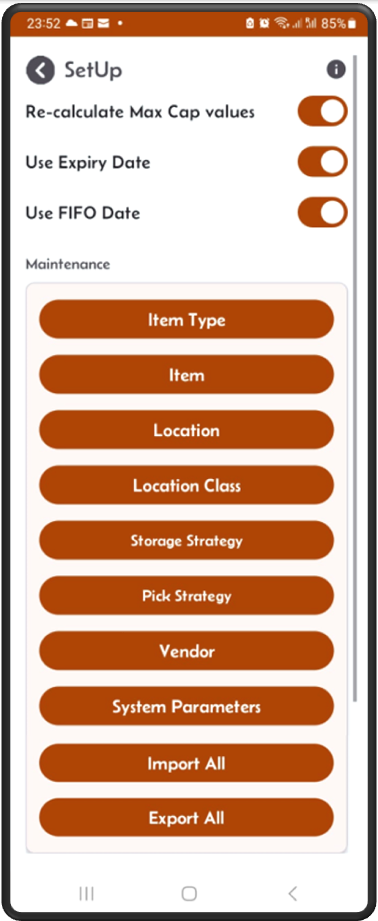 23:52 85%
SetUp
Re-calculate Max Cap values
Use Expiry Date
Use FIFO Date
Maintenance
Item Type
Item
Location
Location Class
Storage Strategy
Pick Strategy
Vendor
System Parameters
Import All
Export All